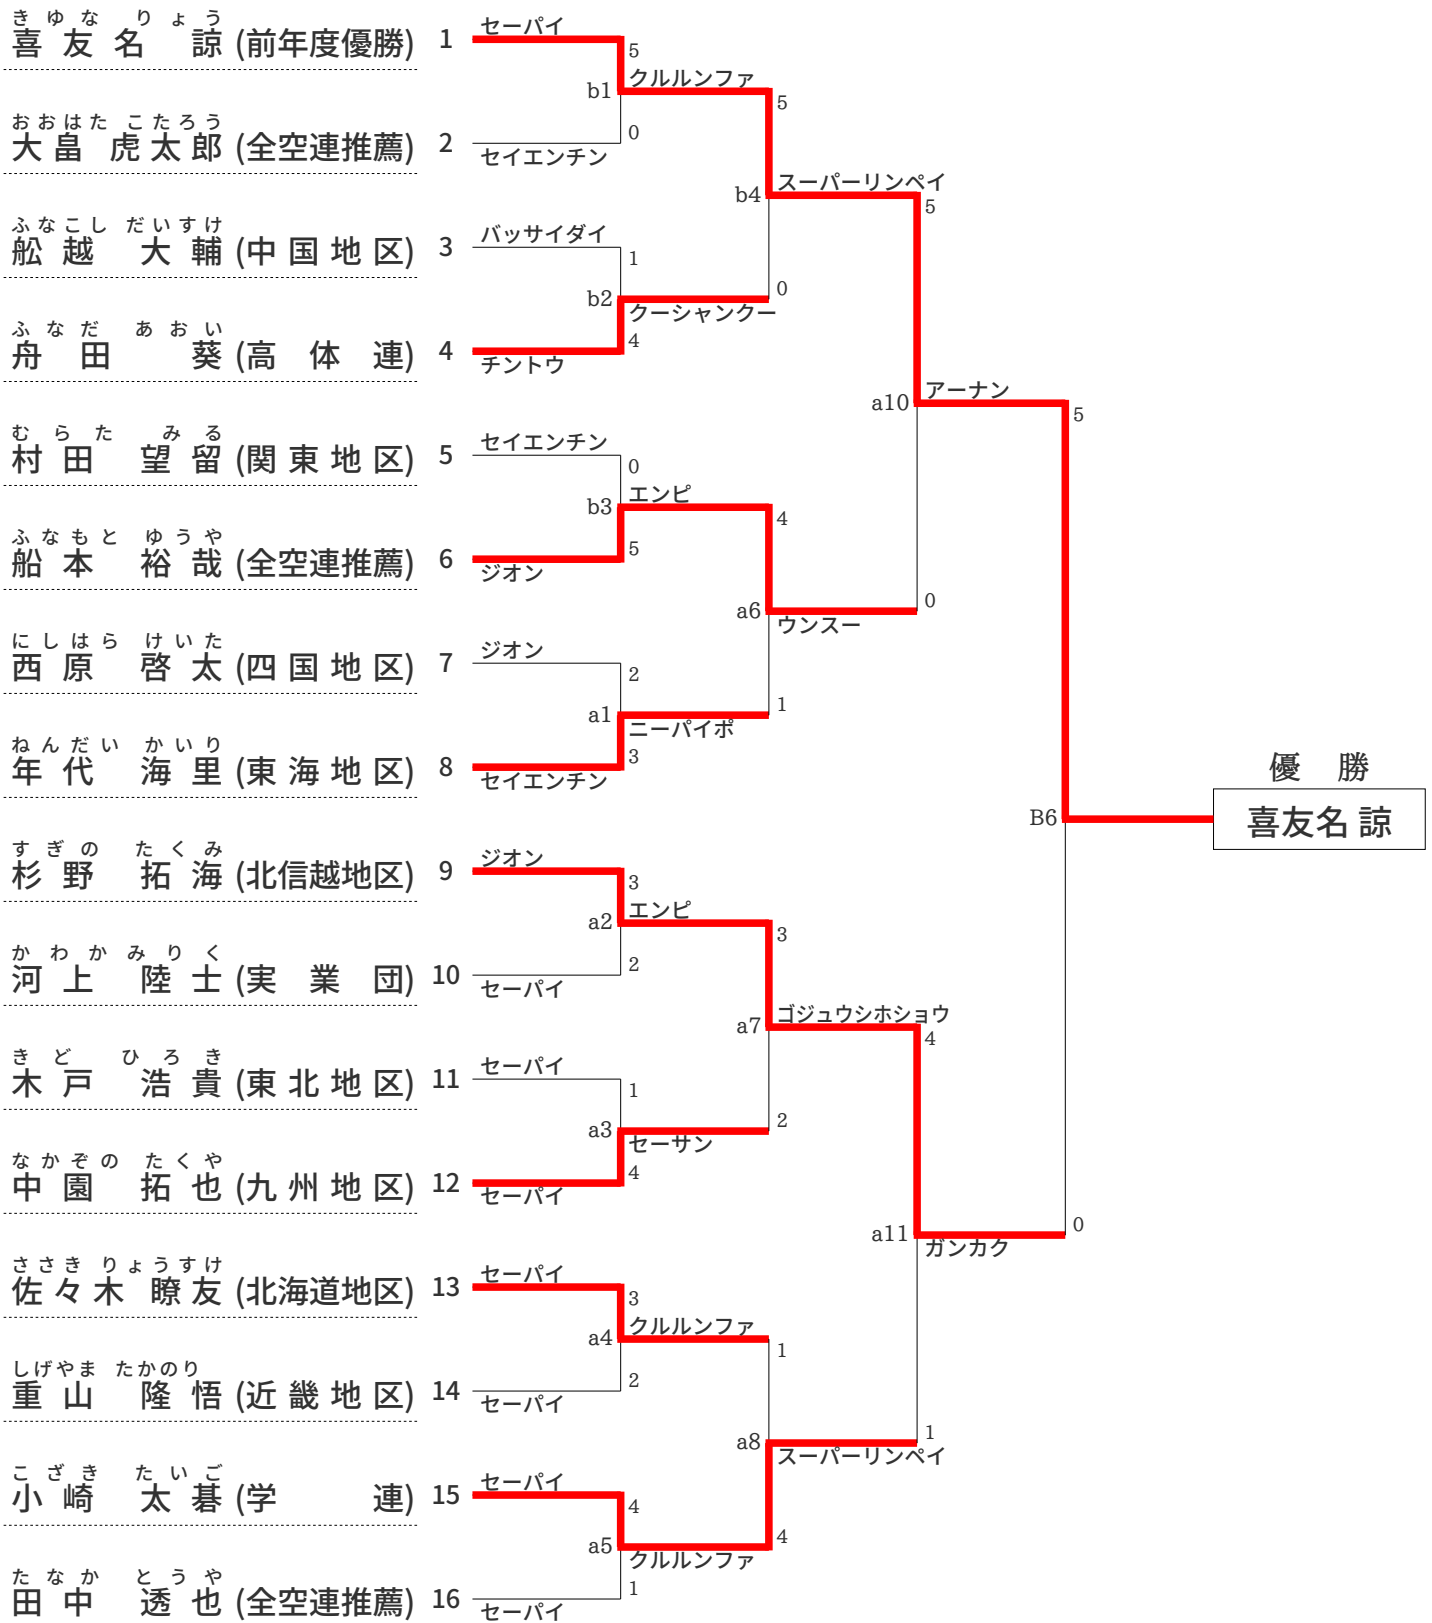 きゆな りょう
喜友名 諒 (前年度優勝) 1 セーパイ
5
b1 クルルンファ
5
おおはた こたろう
大畠 虎太郎 (全空連推薦) 2 セイエンチン
0
b4 スーパーリンペイ
5
ふなこし だいすけ
舩越 大輔 (中国地区) 3 バッサイダイ
1
b2 クーシャンクー
0
ふなだ あおい
舟田 葵 (高体連) 4 チントウ
4
a10 アーナン
5
むらた みる
村田 望留 (関東地区) 5 セイエンチン
0
b3 エンピ
4
ふなもと ゆうや
船本 裕哉 (全空連推薦) 6 ジオン
5
a6 ウンスー
0
にしはら けいた
西原 啓太 (四国地区) 7 ジオン
2
a1 ニーパイポ
1
ねんだい かいり
年代 海里 (東海地区) 8 セイエンチン
3
優勝
B6 喜友名 諒
すぎの たくみ
杉野 拓海 (北信越地区) 9 ジオン
3
a2 エンピ
3
かわかみ りく
河上 陸士 (実業団) 10 セーパイ
2
a7 ゴジュウシホショウ
4
きど ひろき
木戸 浩貴 (東北地区) 11 セーパイ
1
a3 セーサン
2
なかぞの たくや
中園 拓也 (九州地区) 12 セーパイ
4
a11 ガンカク
0
ささき りょうすけ
佐々木 瞭友 (北海道地区) 13 セーパイ
3
a4 クルルンファ
1
しげやま たかのり
重山 隆悟 (近畿地区) 14 セーパイ
2
a8 スーパーリンペイ
1
こざき たいご
小崎 太碁 (学連) 15 セーパイ
4
a5 クルルンファ
4
たなか とうや
田中 透也 (全空連推薦) 16 セーパイ
1